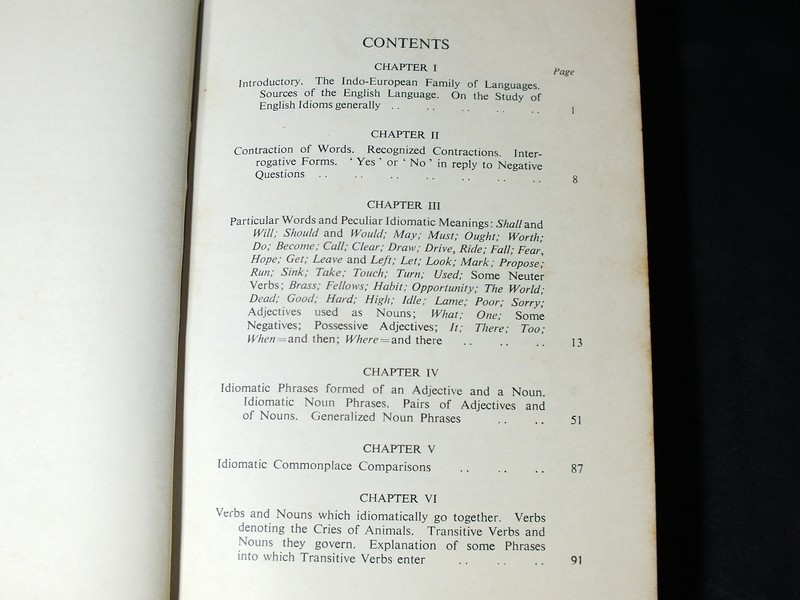 CONTENTS
CHAPTER I
Page
Introductory. The Indo-European Family of Languages.
Sources of the English Language. On the Study of
English Idioms generally .. .. .. .. .. 1
CHAPTER II
Contraction of Words. Recognized Contractions. Inter-
rogative Forms. ‘ Yes ’ or ‘ No ’ in reply to Negative
Questions .. .. .. .. .. .. .. 8
CHAPTER III
Particular Words and Peculiar Idiomatic Meanings: Shall and
Will; Should and Would; May; Must; Ought; Worth;
Do; Become; Call; Clear; Draw; Drive, Ride; Fall; Fear,
Hope; Get; Leave and Left; Let; Look; Mark; Propose;
Run; Sink; Take; Touch; Turn; Used; Some Neuter
Verbs; Brass; Fellows; Habit; Opportunity; The World;
Dead; Good; Hard; High; Idle; Lame; Poor; Sorry;
Adjectives used as Nouns; What; One; Some
Negatives; Possessive Adjectives; It; There; Too;
When=and then; Where=and there .. .. .. 13
CHAPTER IV
Idiomatic Phrases formed of an Adjective and a Noun.
Idiomatic Noun Phrases. Pairs of Adjectives and
of Nouns. Generalized Noun Phrases .. .. 51
CHAPTER V
Idiomatic Commonplace Comparisons .. .. .. 87
CHAPTER VI
Verbs and Nouns which idiomatically go together. Verbs
denoting the Cries of Animals. Transitive Verbs and
Nouns they govern. Explanation of some Phrases
into which Transitive Verbs enter .. .. .. 91